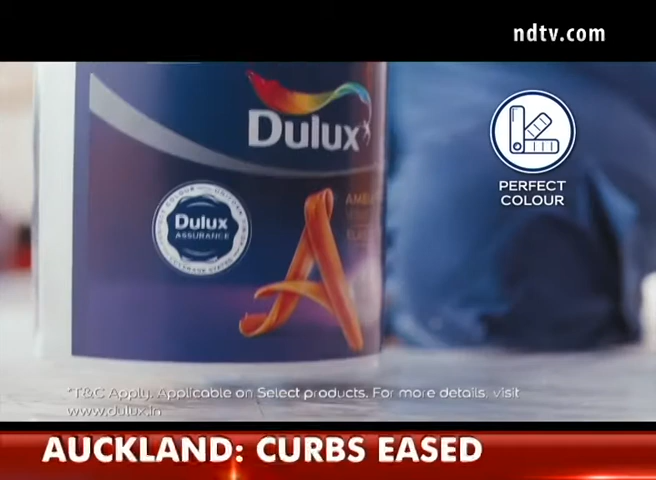 ndtv.com
Dulux
PERFECT
COLOUR
Dulux
ASSURANCE
*T&C Apply. Applicable on Select products. For more details, visit
www.dulux.in
AUCKLAND: CURBS EASED